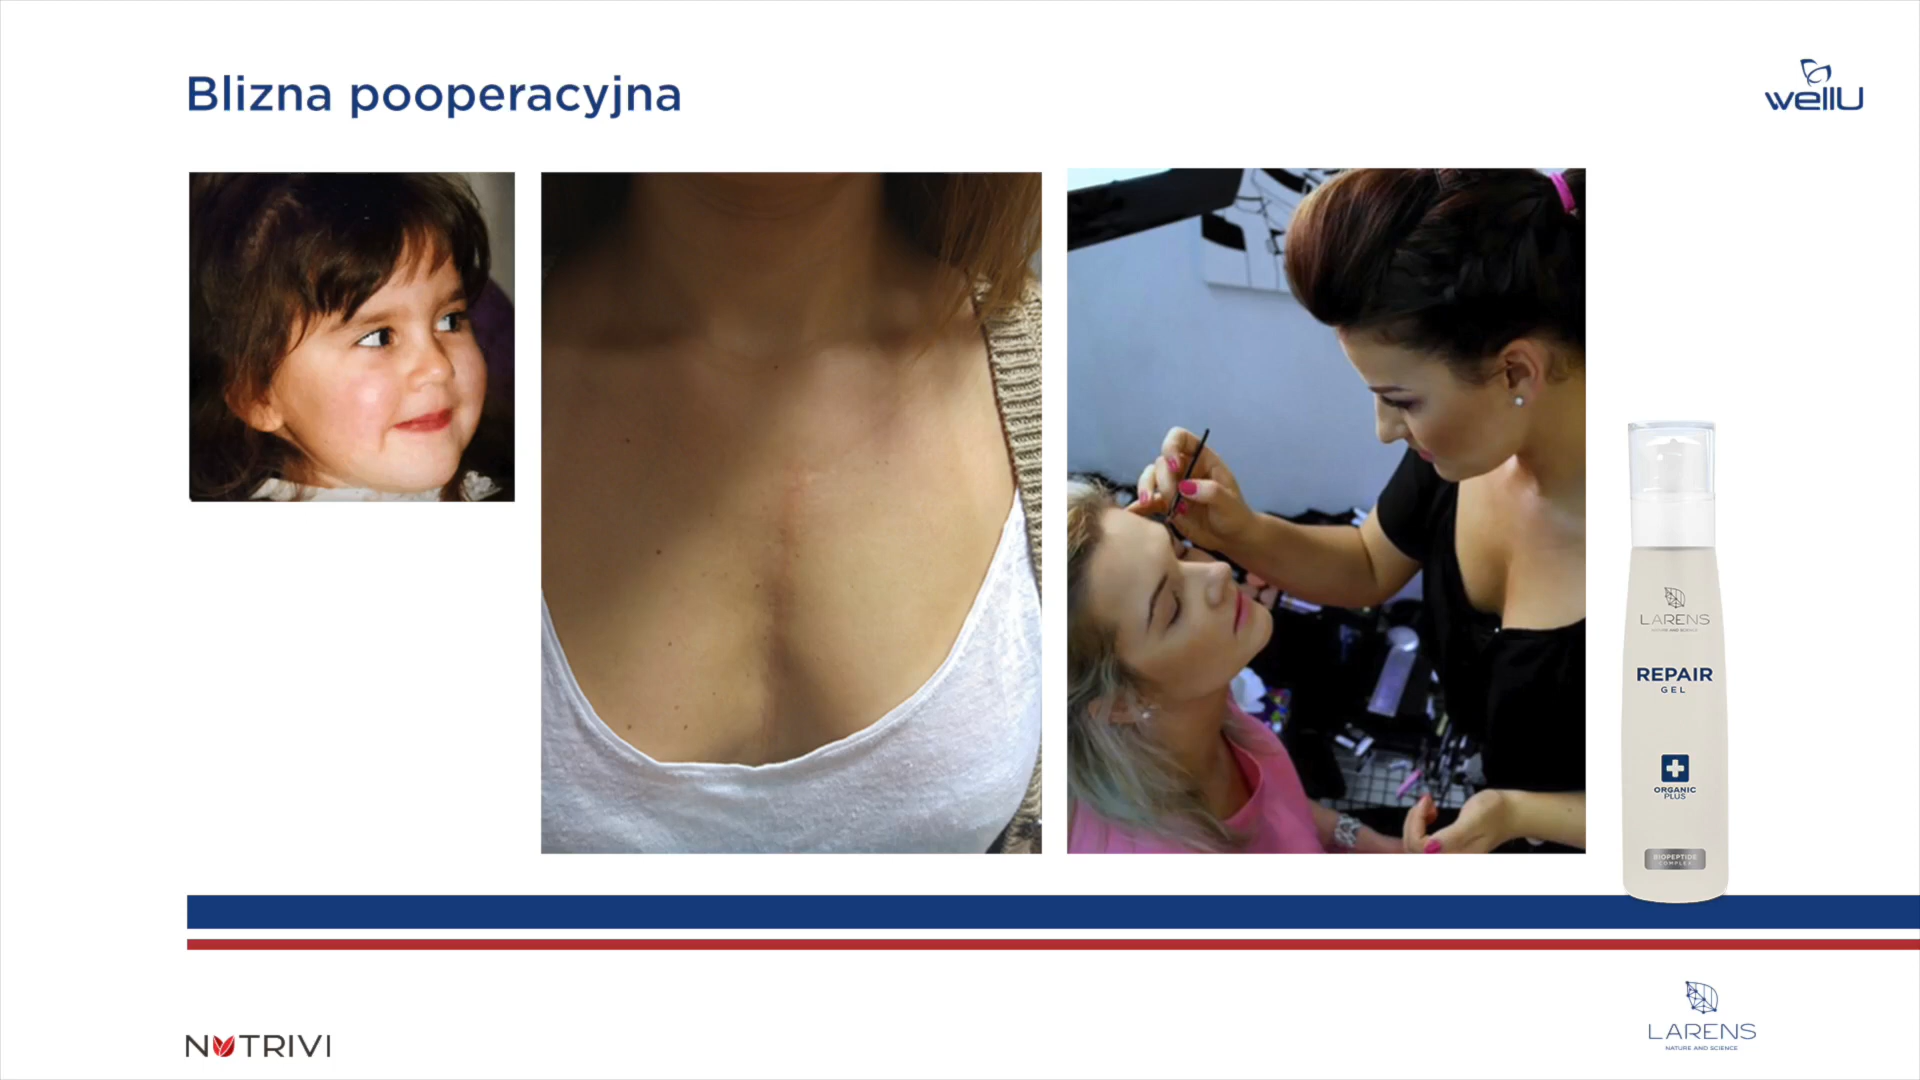 Blizna pooperacyjna
wellU
LARENS
NATURE AND SCIENCE
REPAIR
GEL
ORGANIC
PLUS
BIOPEPTIDE
COMPLEX
NUTRIVI
LARENS
NATURE AND SCIENCE